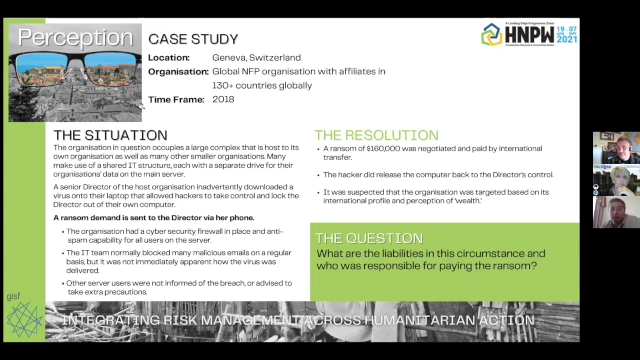 Perception
CASE STUDY
Location: Geneva, Switzerland
Organisation: Global NFP organisation with affiliates in
130+ countries globally
Time Frame: 2018
A Leading Edge Programme Event
HNPW
19 APR
07 MAY
2021
THE SITUATION
The organisation in question occupies a large complex that is host to its
own organisation as well as many other smaller organisations. Many
make use of a shared IT structure, each with a separate drive for their
organisations' data on the main server.
A senior Director of the host organisation inadvertently downloaded a
virus onto their laptop that allowed hackers to take control and lock the
Director out of their own computer.
A ransom demand is sent to the Director via her phone.
• The organisation had a cyber security firewall in place and anti-
spam capability for all users on the server.
• The IT team normally blocked many malicious emails on a regular
basis, but it was not immediately apparent how the virus was
delivered.
• Other server users were not informed of the breach, or advised to
take extra precautions.
THE RESOLUTION
• A ransom of $160,000 was negotiated and paid by international
transfer.
• The hacker did release the computer back to the Director's control.
• It was suspected that the organisation was targeted based on its
international profile and perception of 'wealth.'
THE QUESTION
What are the liabilities in this circumstance and
who was responsible for paying the ransom?
gisf
INTEGRATING RISK MANAGEMENT ACROSS HUMANITARIAN ACTION